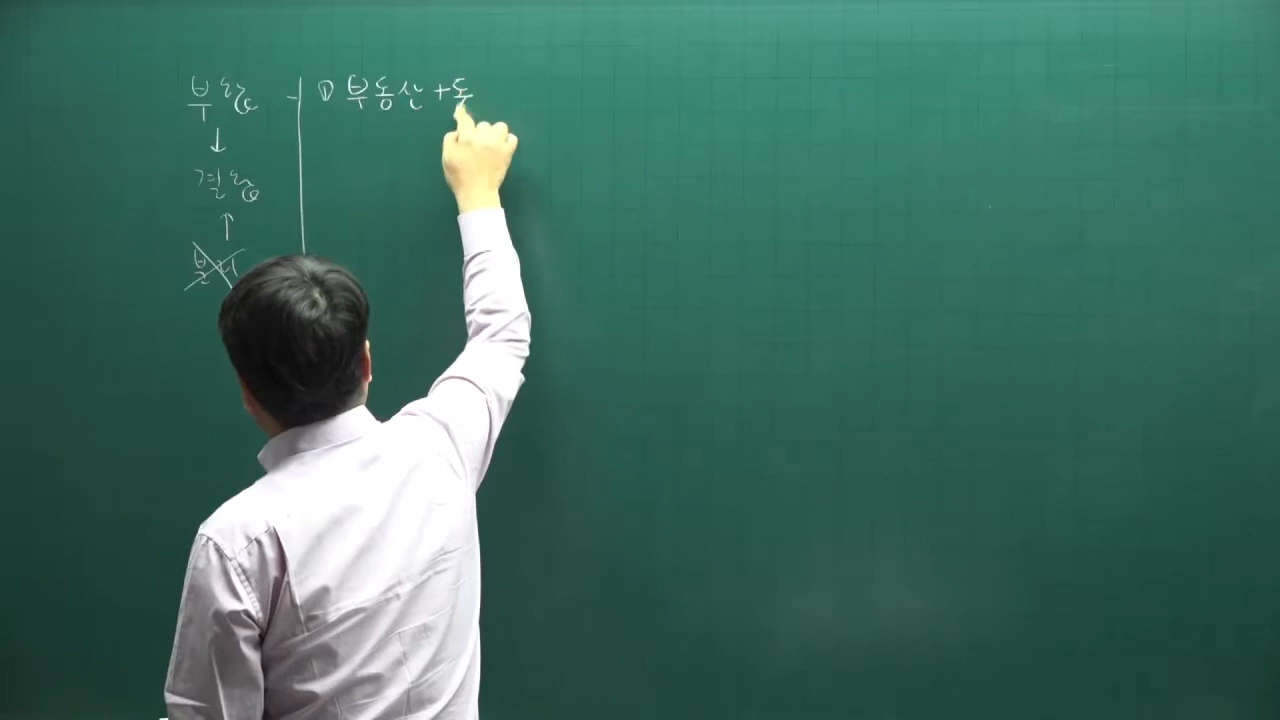 부합 ① 부동산 + 동
↓
결합
↑
분리